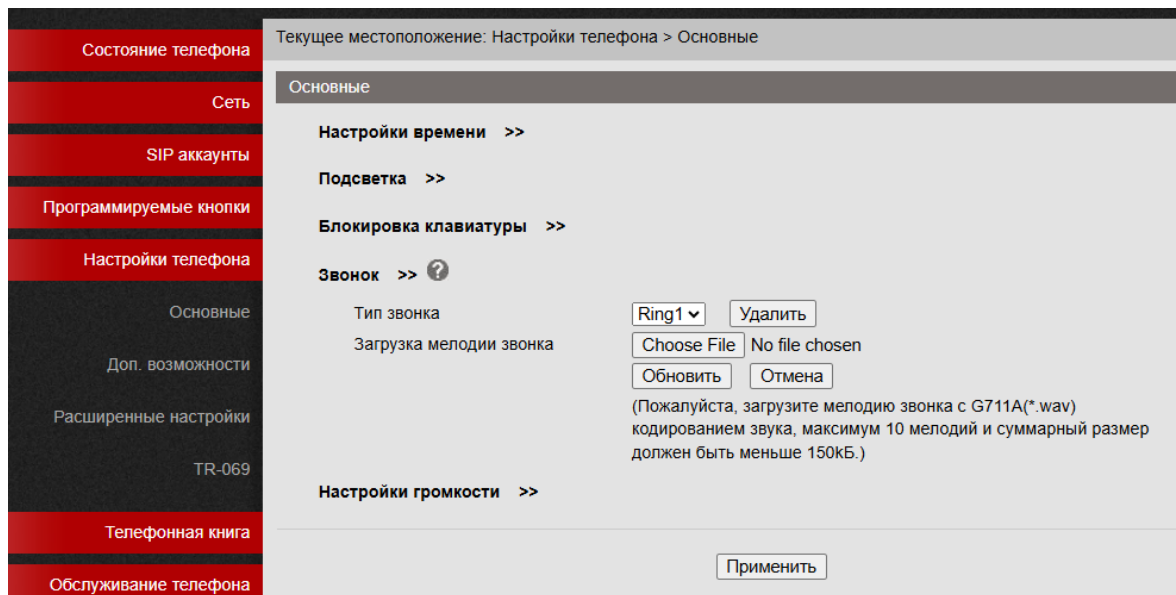 Состояние телефона
Сеть
SIP аккаунты
Программируемые кнопки
Настройки телефона
Основные
Доп. возможности
Расширенные настройки
TR-069
Телефонная книга
Обслуживание телефона
Текущее местоположение: Настройки телефона > Основные
Основные
Настройки времени >>
Подсветка >>
Блокировка клавиатуры >>
Звонок >> ?
Тип звонка Ring1 Удалить
Загрузка мелодии звонка Choose File No file chosen
Обновить Отмена
(Пожалуйста, загрузите мелодию звонка с G711A(*.wav)
кодированием звука, максимум 10 мелодий и суммарный размер
должен быть меньше 150kБ.)
Настройки громкости >>
Применить